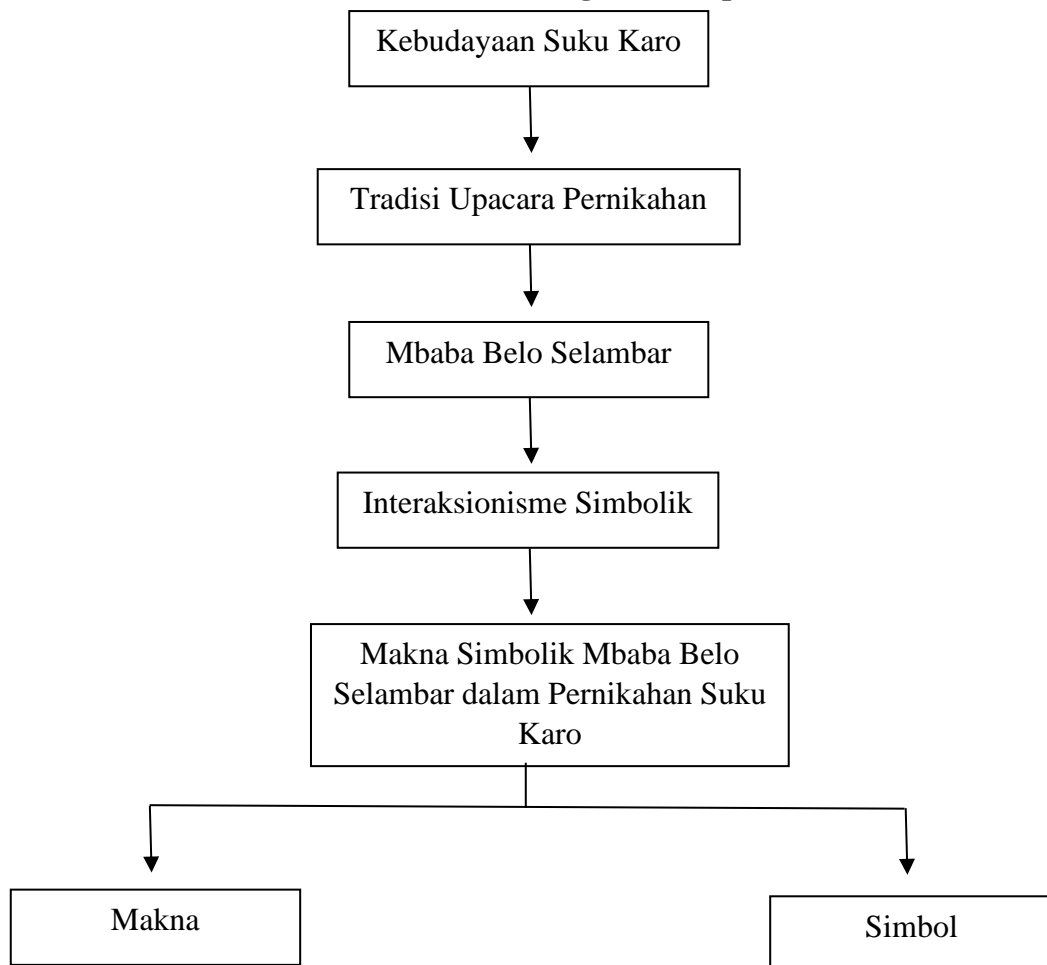 Kebudayaan Suku Karo
Tradisi Upacara Pernikahan
Mbaba Belo Selambar
Interaksionisme Simbolik
Makna Simbolik Mbaba Belo
Selambar dalam Pernikahan Suku
Karo
Makna
Simbol